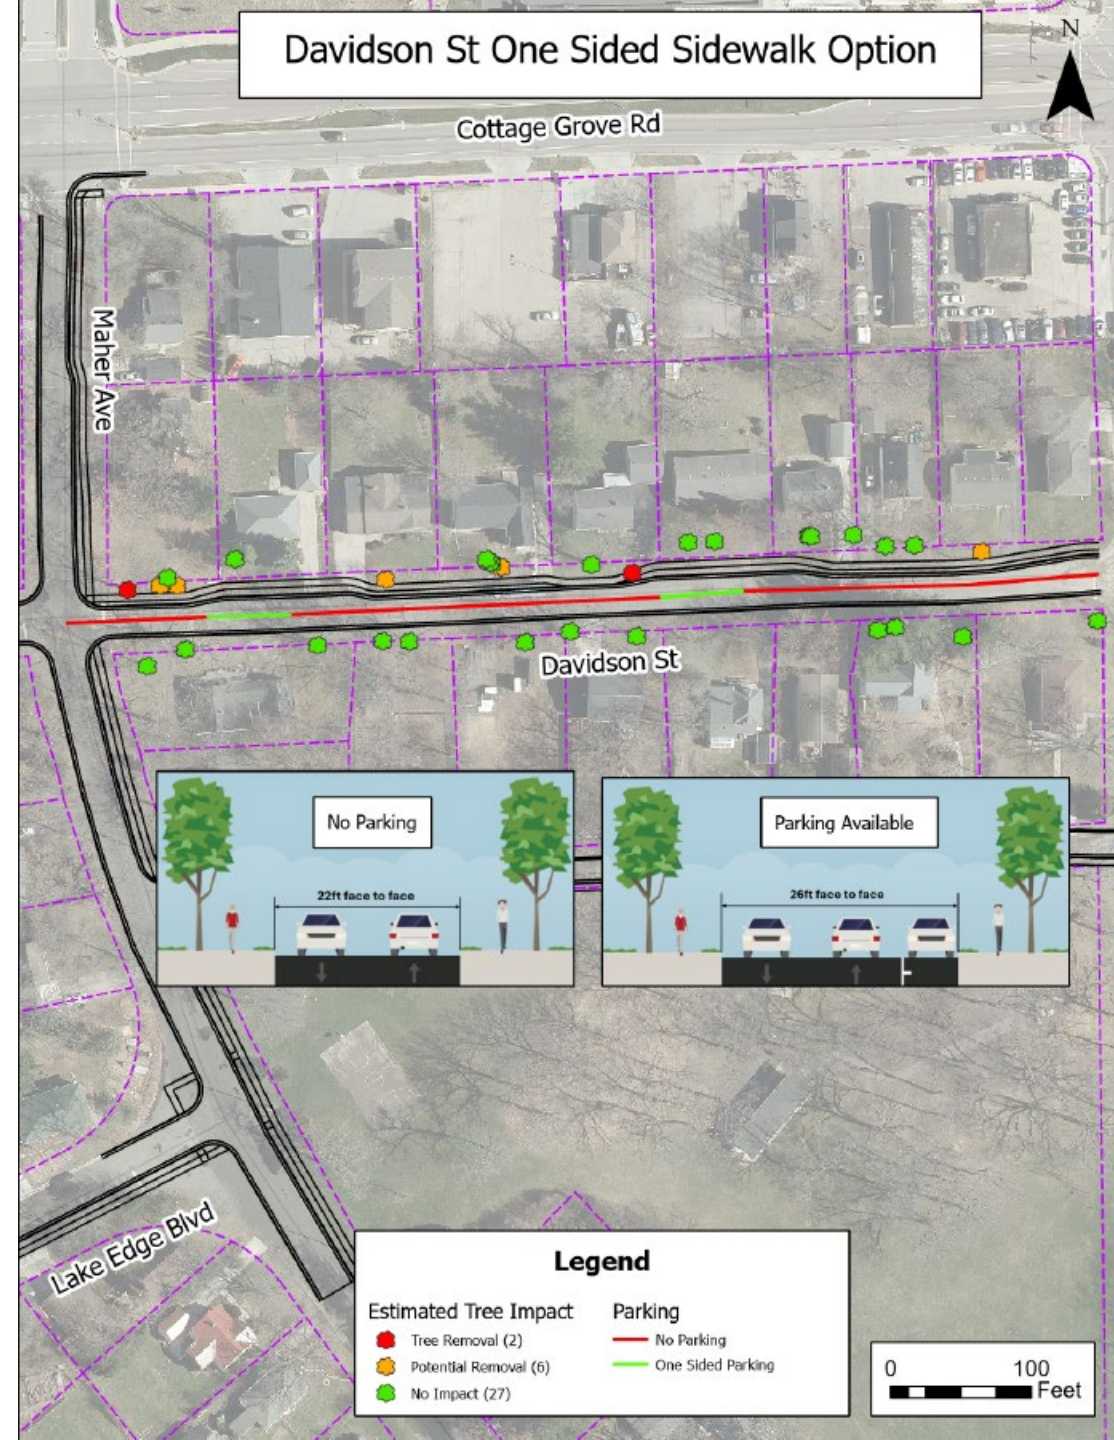 Davidson St One Sided Sidewalk Option
N
Cottage Grove Rd
Maher Ave
Davidson St
No Parking
22ft face to face
Parking Available
26ft face to face
Lake Edge Blvd
Legend
Estimated Tree Impact
Tree Removal (2)
Potential Removal (6)
No Impact (27)
Parking
No Parking
One Sided Parking
0 100
Feet